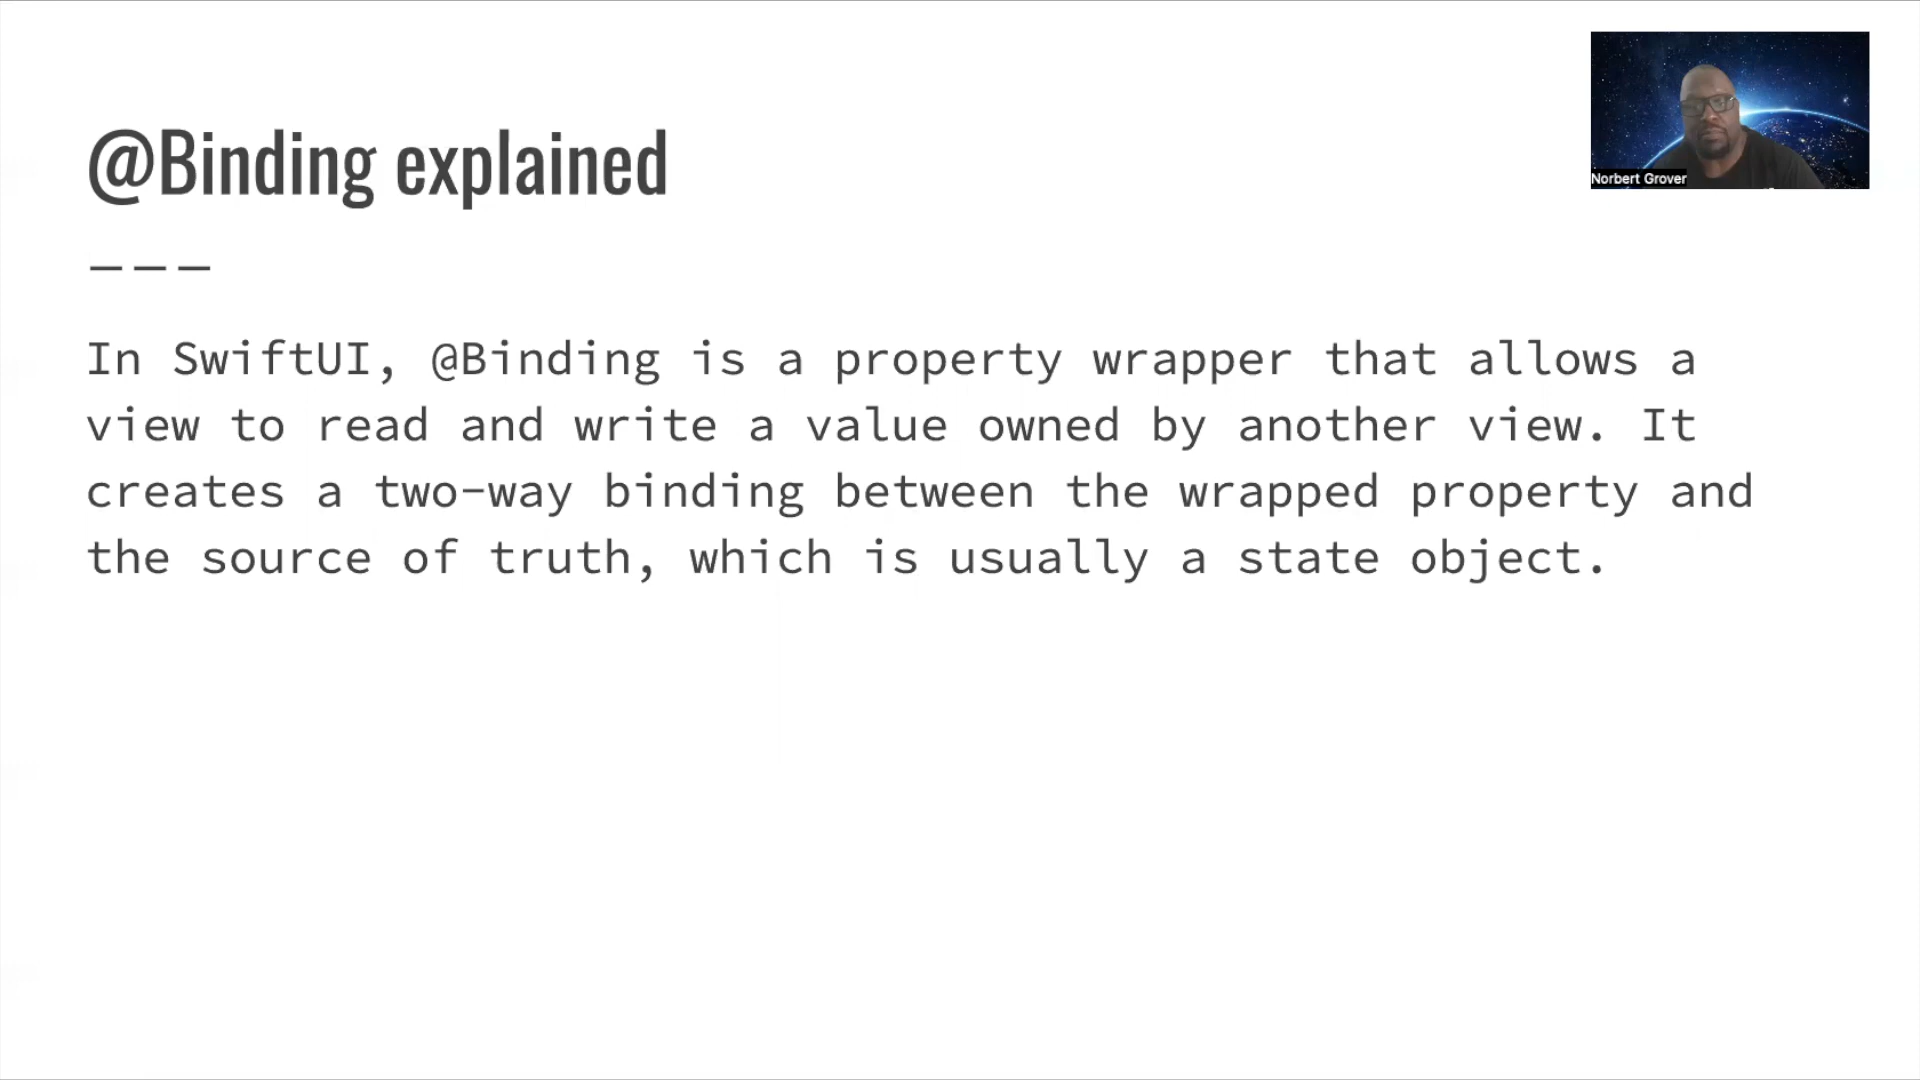 @Binding explained
Norbert Grover
In SwiftUI, @Binding is a property wrapper that allows a
view to read and write a value owned by another view. It
creates a two-way binding between the wrapped property and
the source of truth, which is usually a state object.